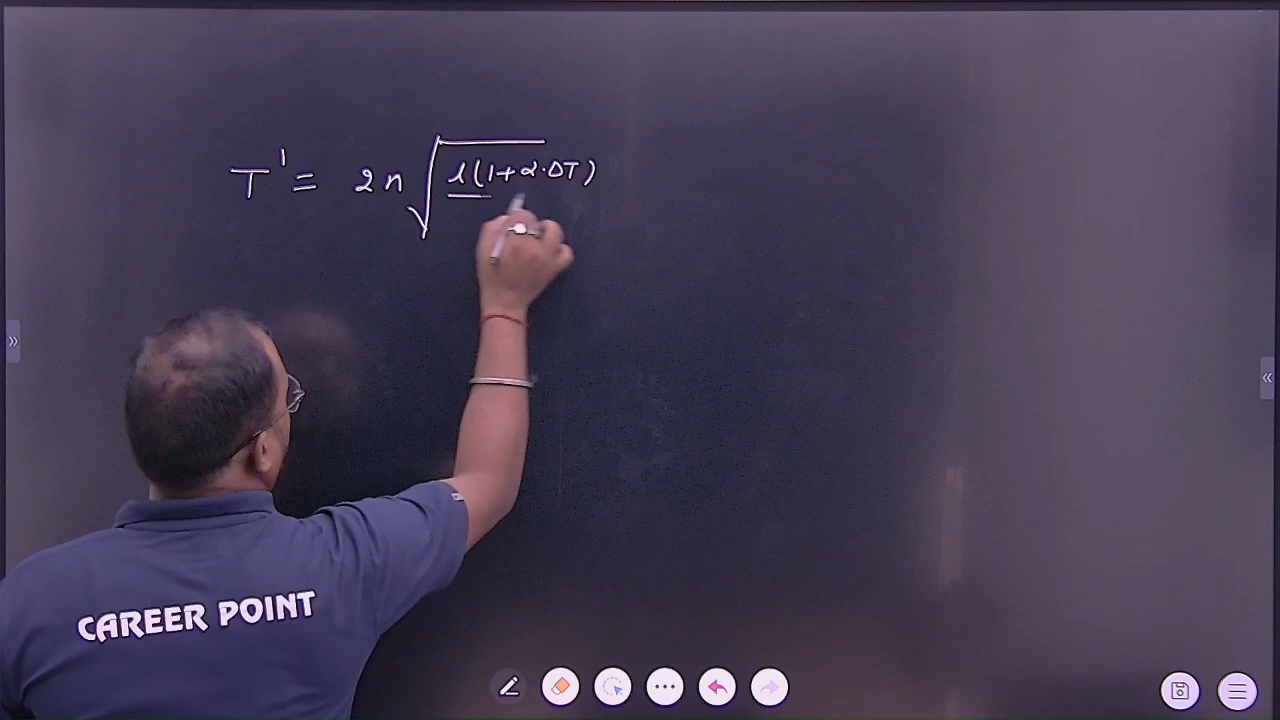 T' = 2π √l(1+α·ΔT)
CAREER POINT